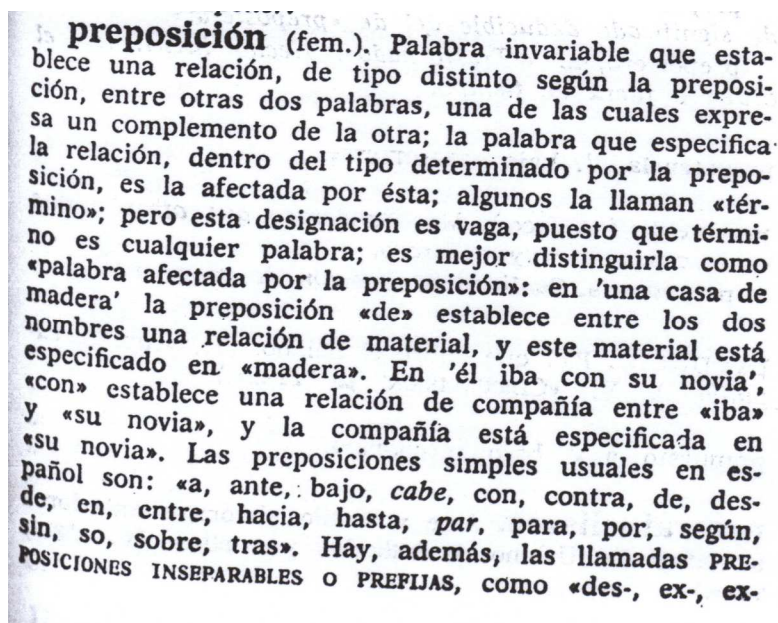 preposición (fem.). Palabra invariable que esta-
blece una relación, de tipo distinto según la preposi-
ción, entre otras dos palabras, una de las cuales expre-
sa un complemento de la otra; la palabra que especifica
la relación, dentro del tipo determinado por la prepo-
sición, es la afectada por ésta; algunos la llaman «tér-
mino»; pero esta designación es vaga, puesto que térmi-
no es cualquier palabra; es mejor distinguirla como
«palabra afectada por la preposición»: en 'una casa de
madera' la preposición «de» establece entre los dos
nombres una relación de material, y este material está
especificado en «madera». En 'él iba con su novia',
«con» establece una relación de compañía entre «iba»
y «su novia», y la compañía está especificada en
«su novia». Las preposiciones simples usuales en es-
pañol son: «a, ante, bajo, cabe, con, contra, de, des-
de, en, entre, hacia, hasta, par, para, por, según,
sin, so, sobre, tras». Hay, además, las llamadas PRE-
POSICIONES INSEPARABLES O PREFIJAS, como «des-, ex-, ex-